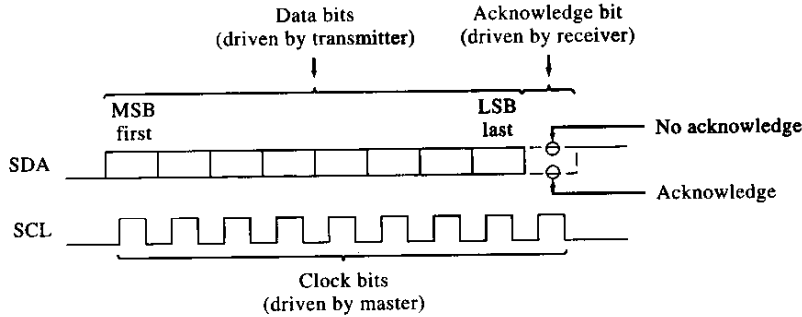 Data bits
(driven by transmitter)
Acknowledge bit
(driven by receiver)
MSB
first
LSB
last
No acknowledge
SDA
Acknowledge
SCL
Clock bits
(driven by master)